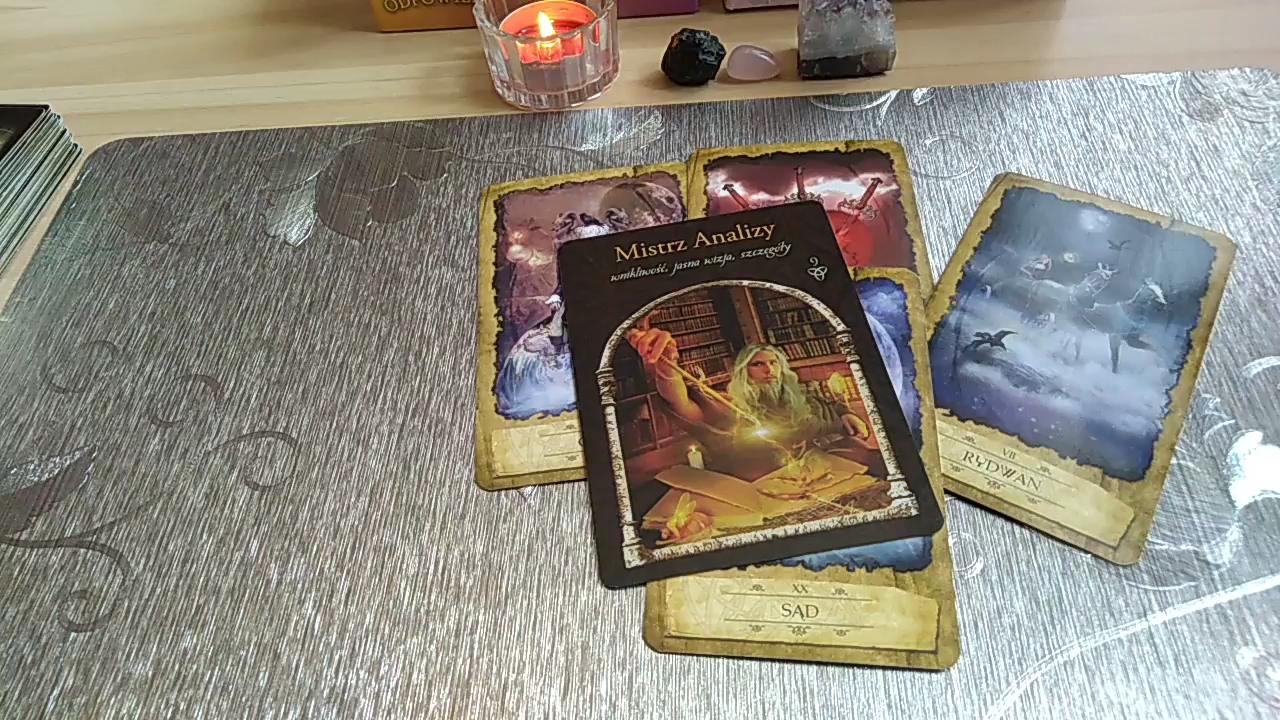 Mistrz Analizy
wnikliwość, jasna wizja, szczegóły
VII
RYDWAN
XX
SĄD